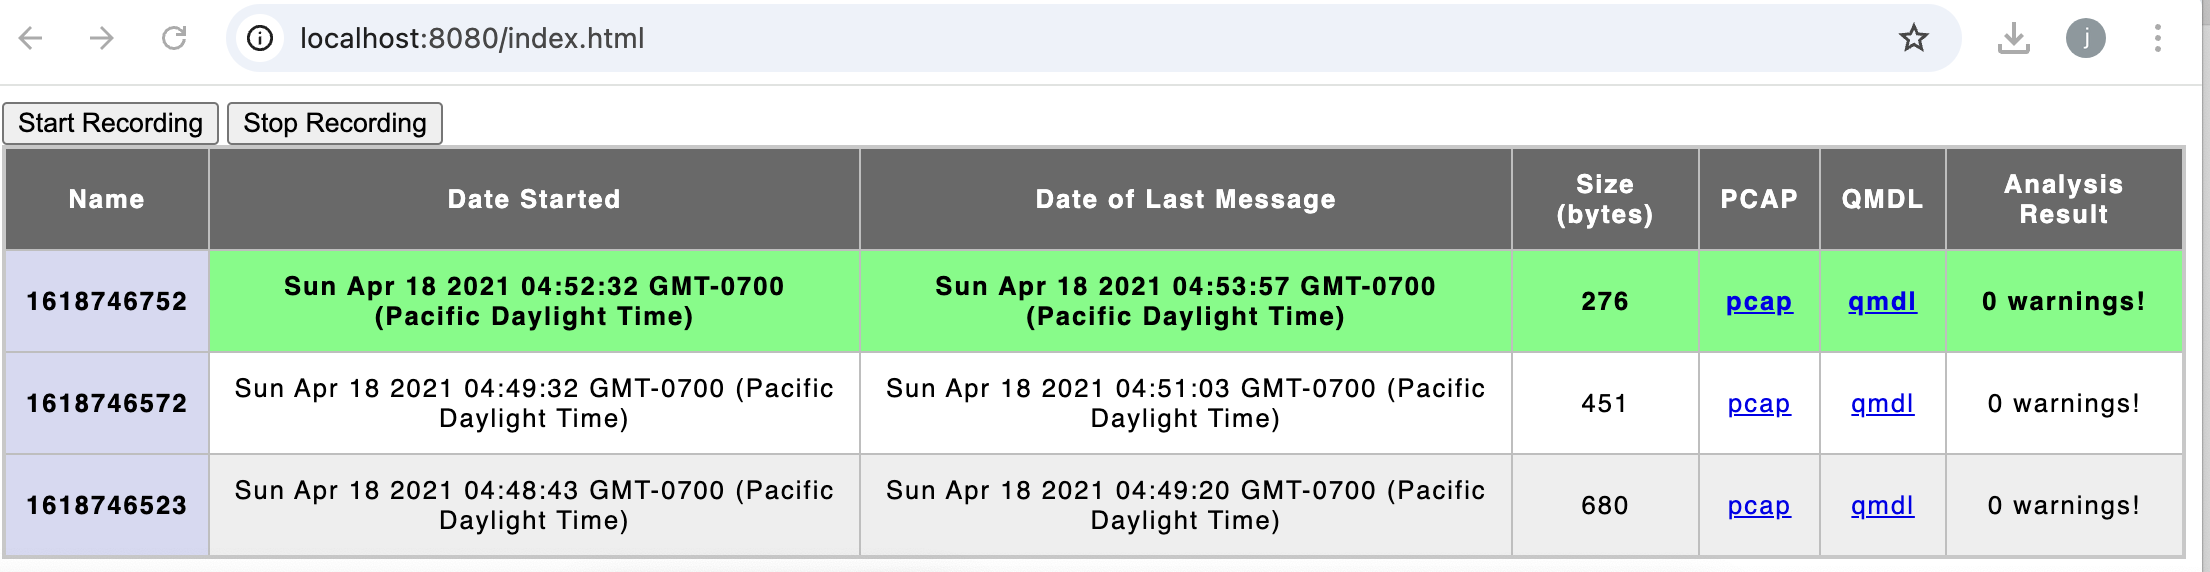 localhost:8080/index.html
j
Start Recording Stop Recording
Name Date Started Date of Last Message Size (bytes) PCAP QMDL Analysis Result
1618746752 Sun Apr 18 2021 04:52:32 GMT-0700 (Pacific Daylight Time) Sun Apr 18 2021 04:53:57 GMT-0700 (Pacific Daylight Time) 276 pcap qmdl 0 warnings!
1618746572 Sun Apr 18 2021 04:49:32 GMT-0700 (Pacific Daylight Time) Sun Apr 18 2021 04:51:03 GMT-0700 (Pacific Daylight Time) 451 pcap qmdl 0 warnings!
1618746523 Sun Apr 18 2021 04:48:43 GMT-0700 (Pacific Daylight Time) Sun Apr 18 2021 04:49:20 GMT-0700 (Pacific Daylight Time) 680 pcap qmdl 0 warnings!